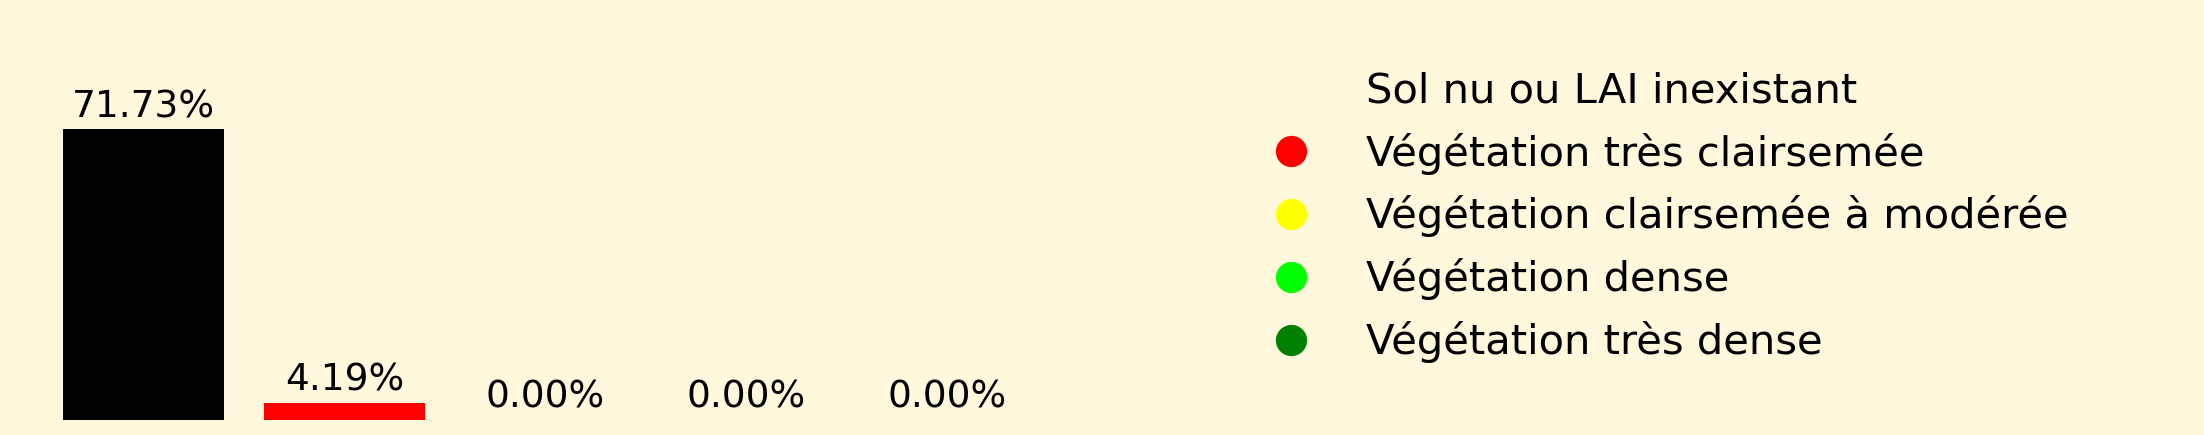 71.73%
4.19%
0.00%
0.00%
0.00%
Sol nu ou LAI inexistant
Végétation très clairsemée
Végétation clairsemée à modérée
Végétation dense
Végétation très dense